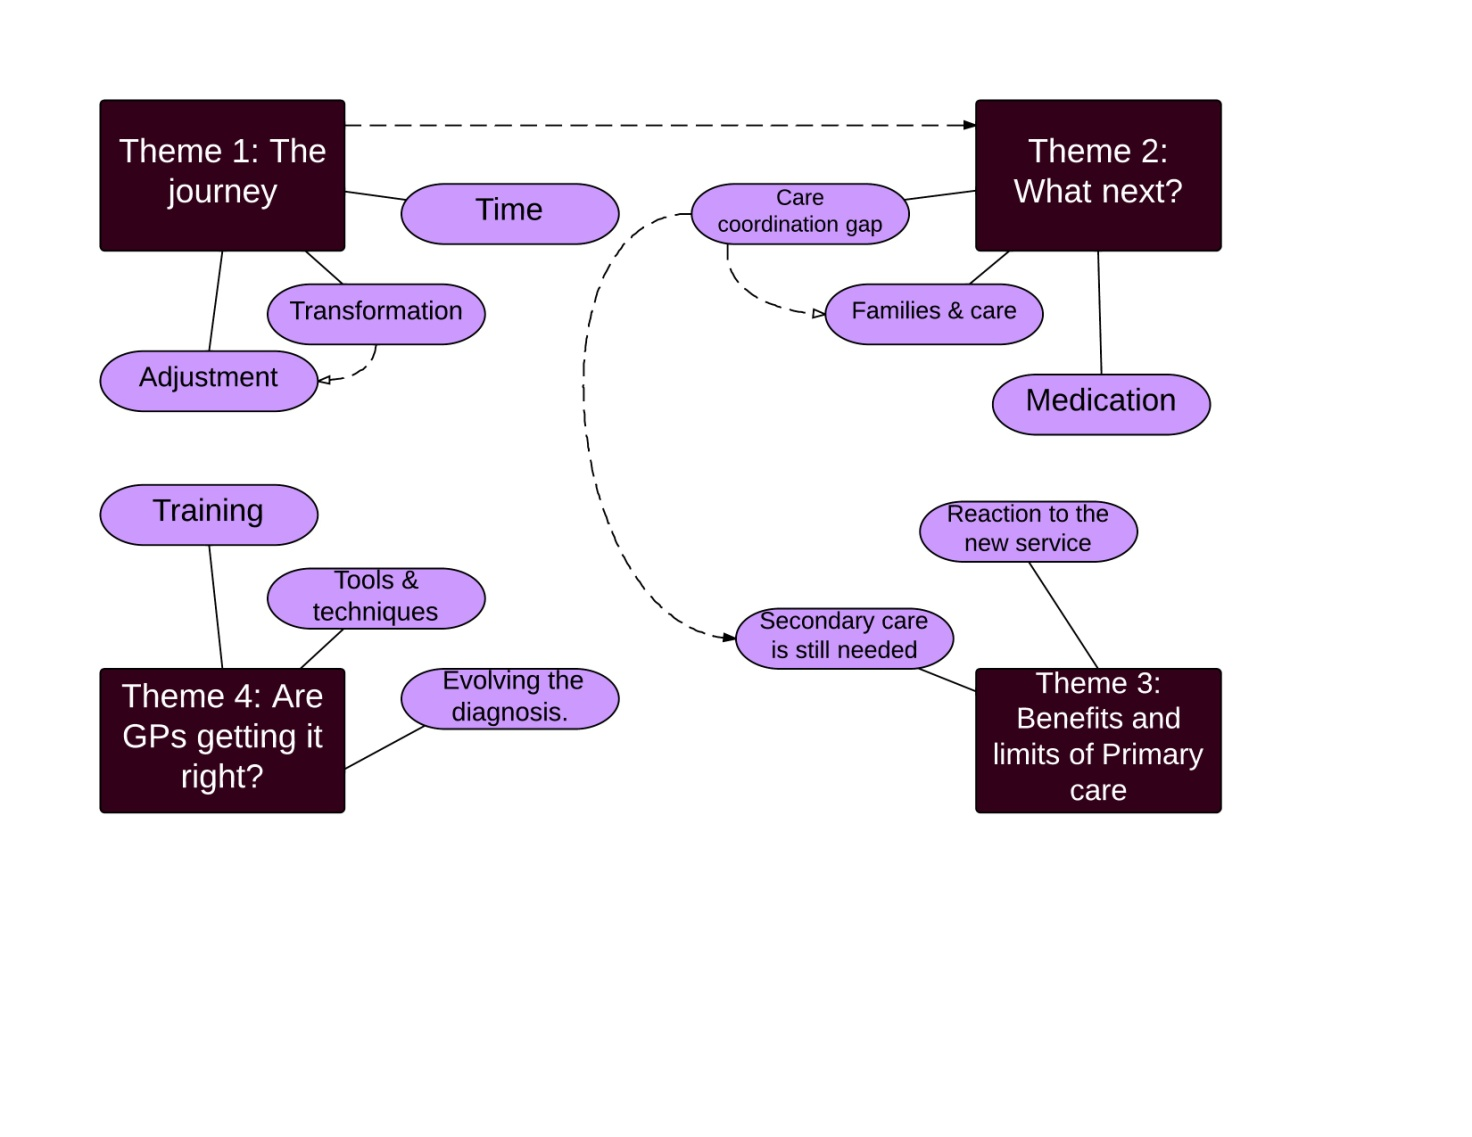 Theme 1: The
journey
Time
Transformation
Adjustment
Theme 2:
What next?
Care
coordination gap
Families & care
Medication
Training
Tools &
techniques
Evolving the
diagnosis.
Theme 4: Are
GPs getting it
right?
Reaction to the
new service
Secondary care
is still needed
Theme 3:
Benefits and
limits of Primary
care